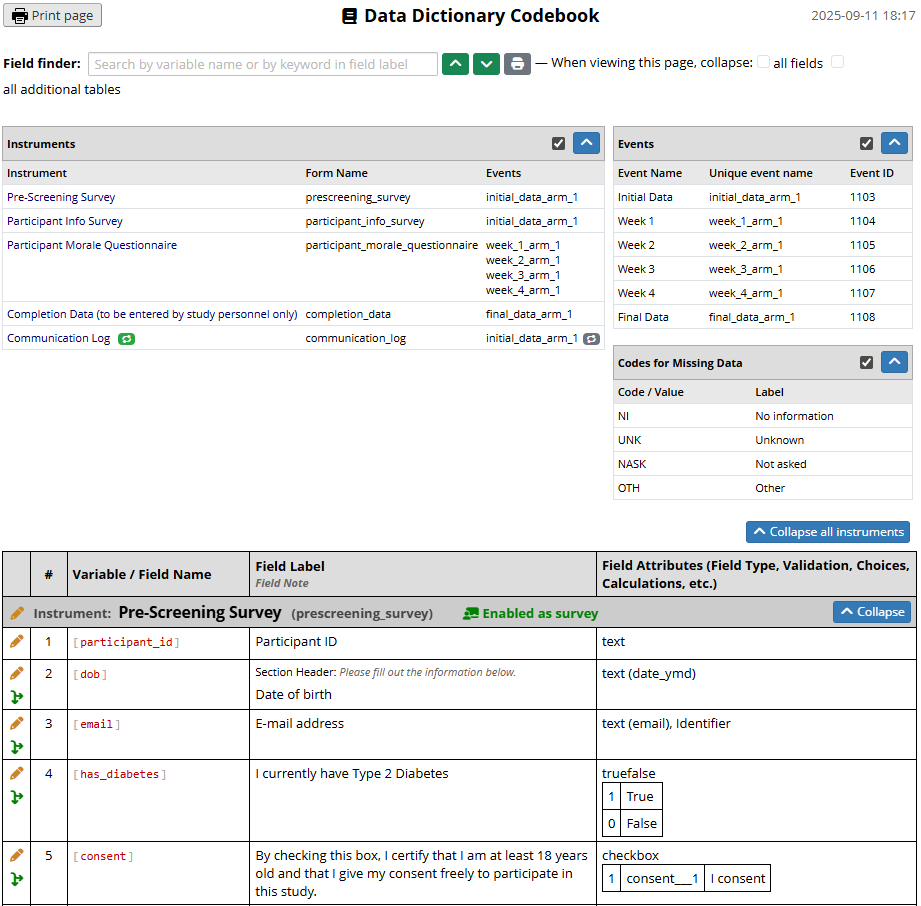 Print page
Data Dictionary Codebook
2025-09-11 18:17
Field finder: Search by variable name or by keyword in field label — When viewing this page, collapse: all fields
all additional tables
Instruments
Instrument Form Name Events
Pre-Screening Survey prescreening_survey initial_data_arm_1
Participant Info Survey participant_info_survey initial_data_arm_1
Participant Morale Questionnaire participant_morale_questionnaire week_1_arm_1
week_2_arm_1
week_3_arm_1
week_4_arm_1
Completion Data (to be entered by study personnel only) completion_data final_data_arm_1
Communication Log communication_log initial_data_arm_1
Events
Event Name Unique event name Event ID
Initial Data initial_data_arm_1 1103
Week 1 week_1_arm_1 1104
Week 2 week_2_arm_1 1105
Week 3 week_3_arm_1 1106
Week 4 week_4_arm_1 1107
Final Data final_data_arm_1 1108
Codes for Missing Data
Code / Value Label
NI No information
UNK Unknown
NASK Not asked
OTH Other
Collapse all instruments
# Variable / Field Name Field Label
Field Note
Field Attributes (Field Type, Validation, Choices,
Calculations, etc.)
Instrument: Pre-Screening Survey (prescreening_survey) Enabled as survey Collapse
1 [participant_id] Participant ID text
2 [dob] Section Header: Please fill out the information below. text (date_ymd)
Date of birth
3 [email] E-mail address text (email), Identifier
4 [has_diabetes] I currently have Type 2 Diabetes truefalse
1 True
0 False
5 [consent] By checking this box, I certify that I am at least 18 years checkbox
old and that I give my consent freely to participate in
this study.
1 consent___1 I consent